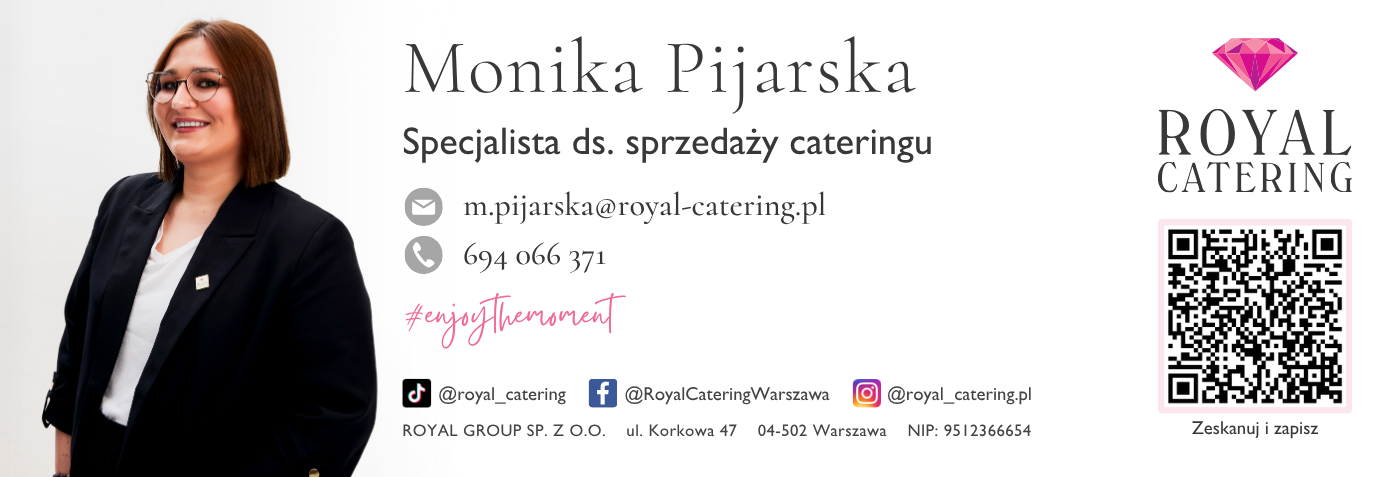 Monika Pijarska
Specjalista ds. sprzedaży cateringu
m.pijarska@royal-catering.pl
694 066 371
#enjoythemoment
@royal_catering @RoyalCateringWarszawa @royal_catering.pl
ROYAL GROUP SP. Z O.O. ul. Korkowa 47 04-502 Warszawa NIP: 9512366654
ROYAL
CATERING
Zeskanuj i zapisz